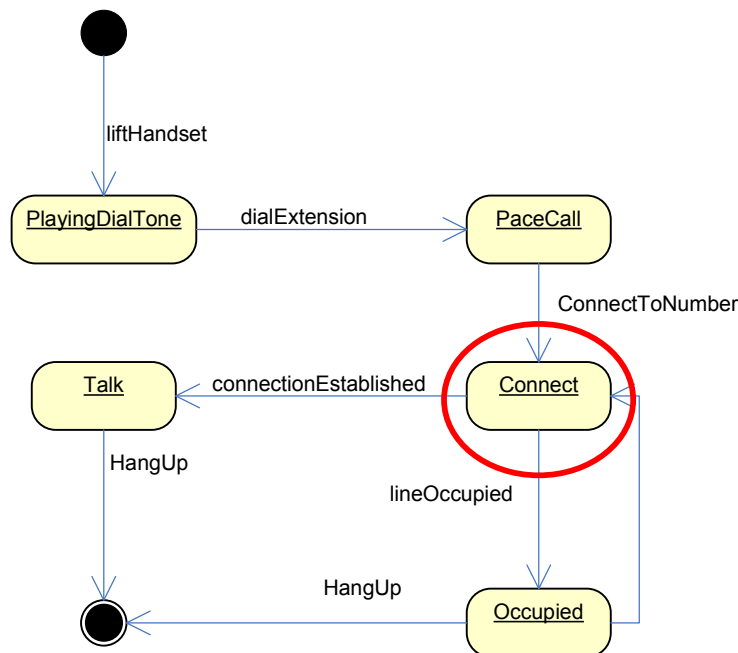 liftHandset
PlayingDialTone
dialExtension
PaceCall
ConnectToNumber
Talk
connectionEstablished
Connect
HangUp
lineOccupied
HangUp
Occupied